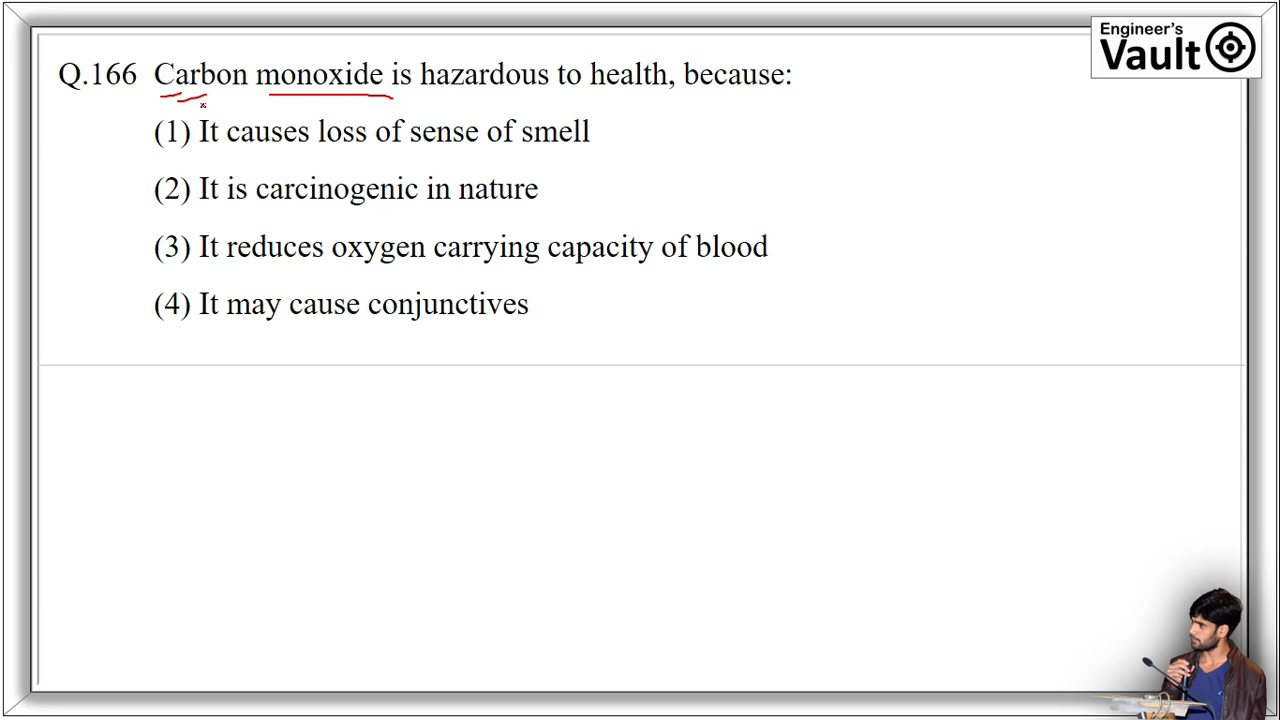 Engineer's
Vault
Q.166 Carbon monoxide is hazardous to health, because:
(1) It causes loss of sense of smell
(2) It is carcinogenic in nature
(3) It reduces oxygen carrying capacity of blood
(4) It may cause conjunctives